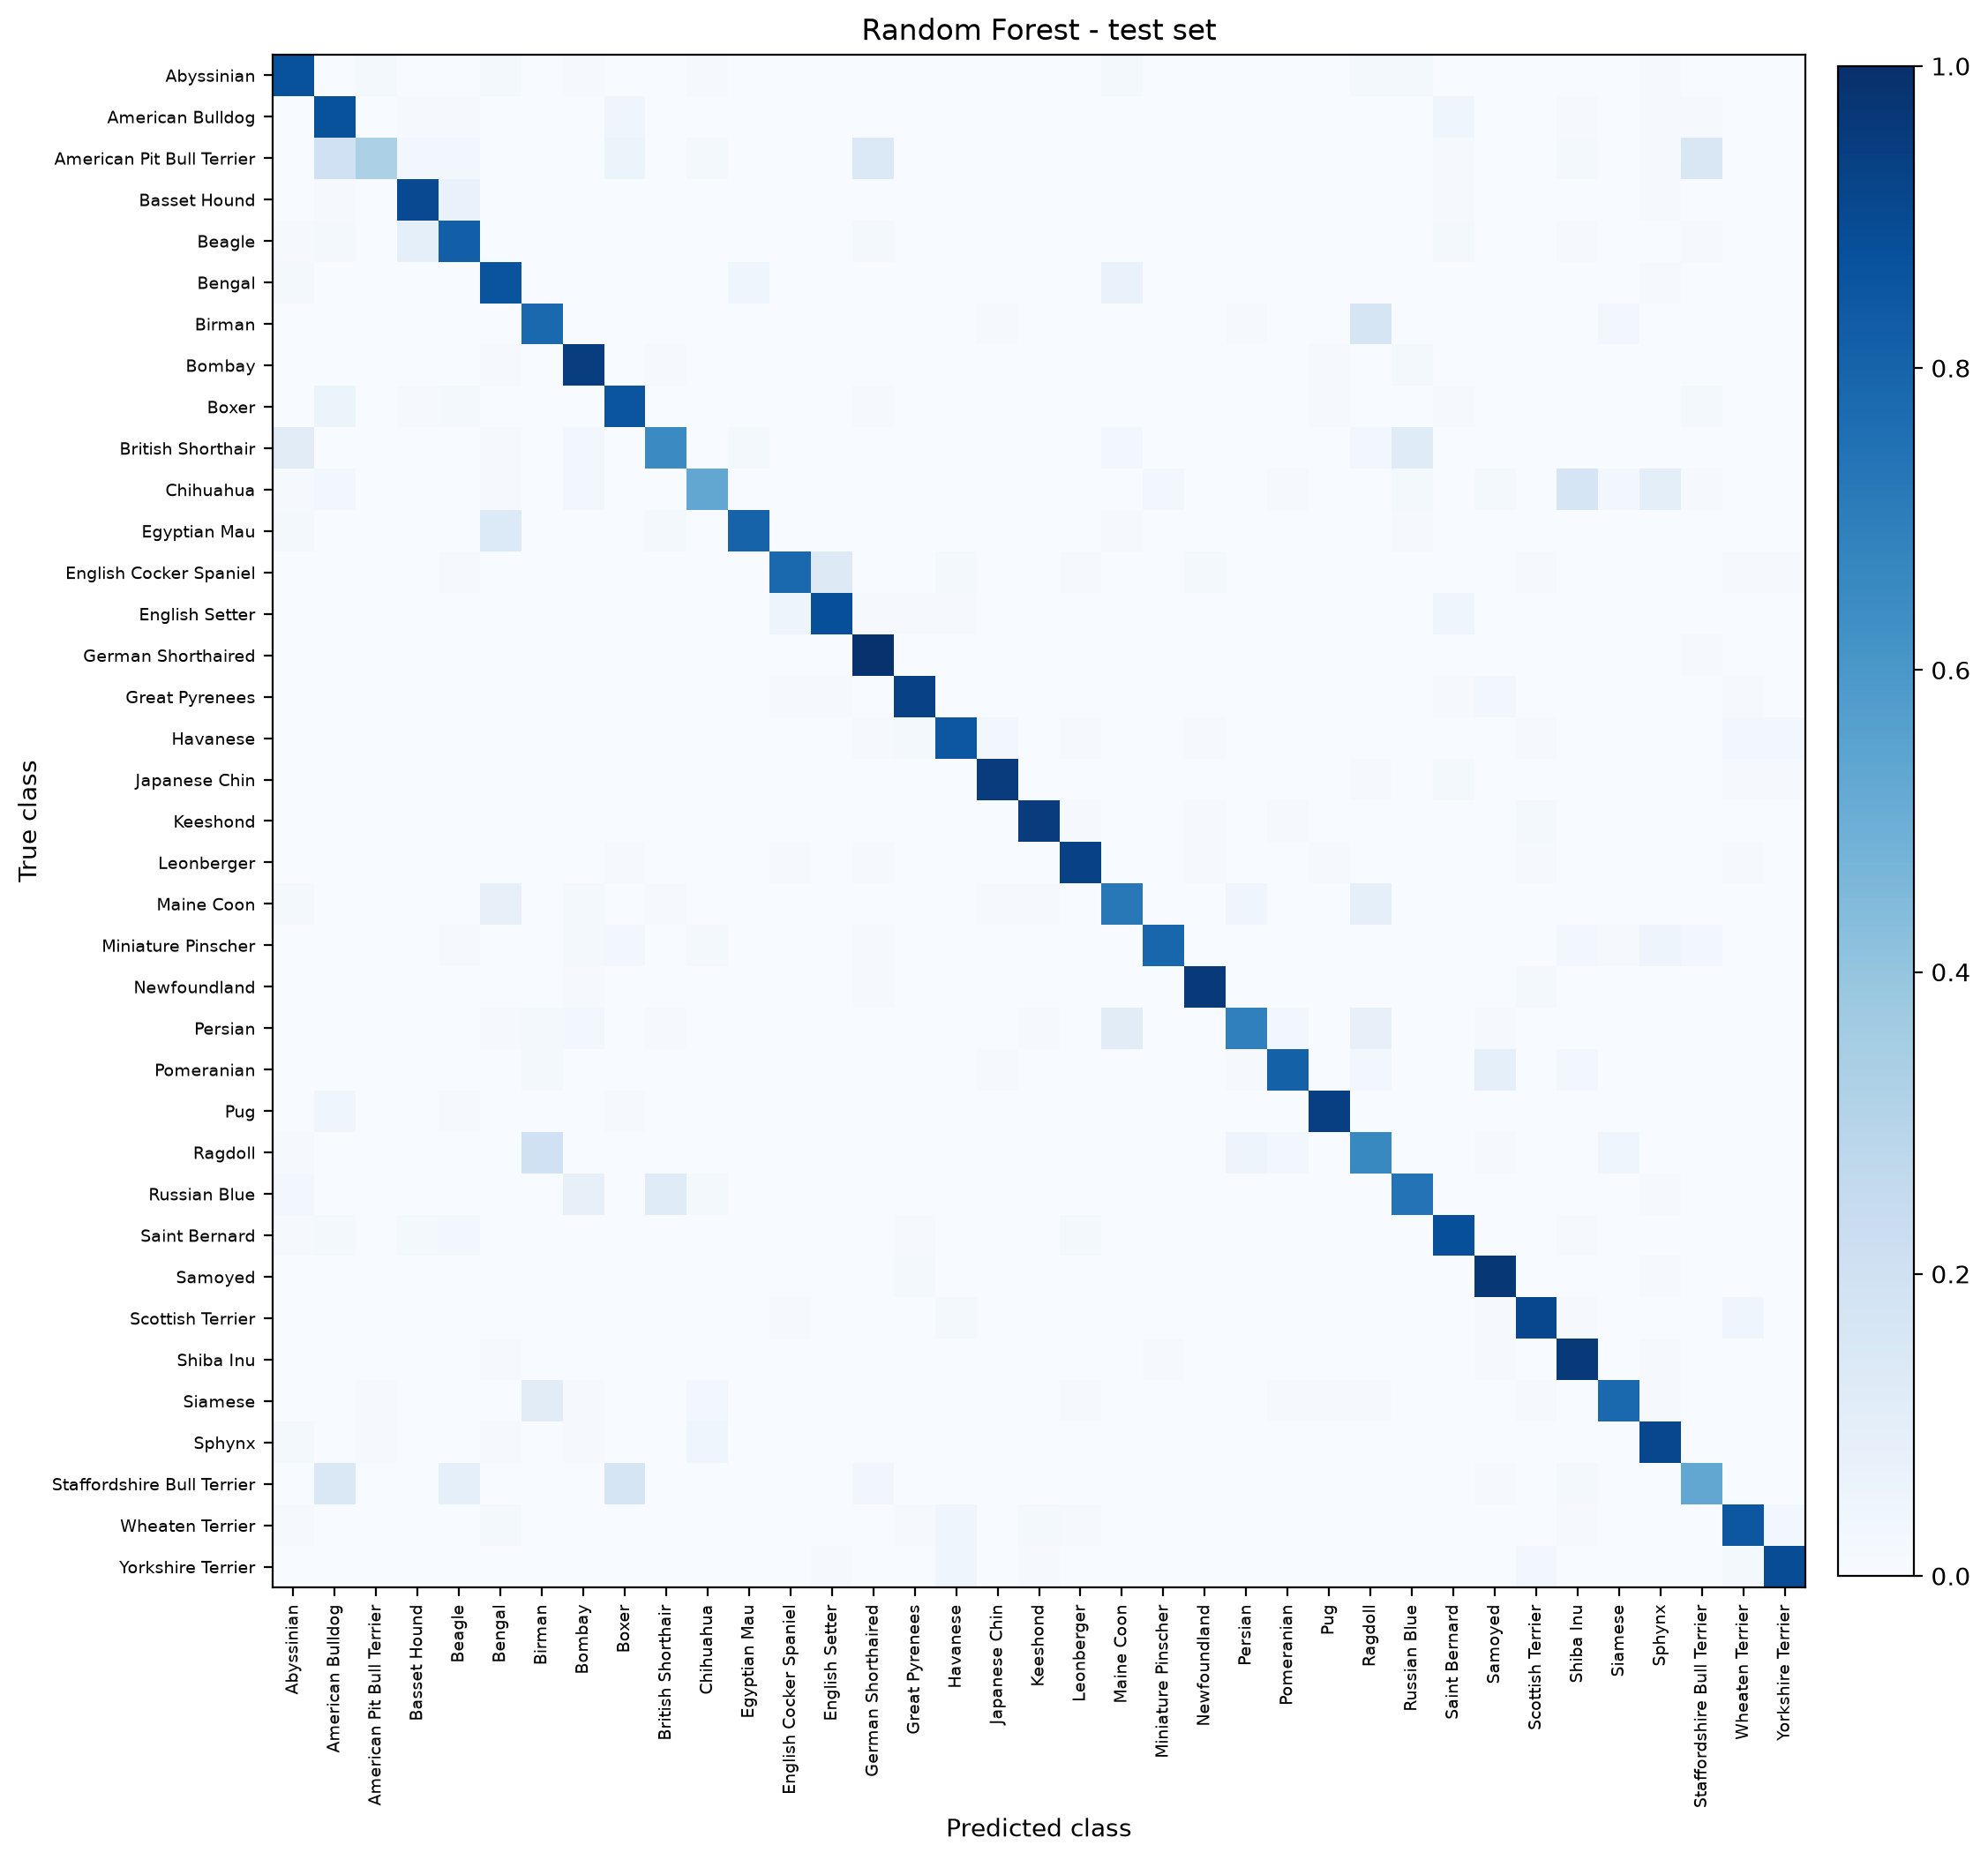 Random Forest - test set
True class
Abyssinian
American Bulldog
American Pit Bull Terrier
Basset Hound
Beagle
Bengal
Birman
Bombay
Boxer
British Shorthair
Chihuahua
Egyptian Mau
English Cocker Spaniel
English Setter
German Shorthaired
Great Pyrenees
Havanese
Japanese Chin
Keeshond
Leonberger
Maine Coon
Miniature Pinscher
Newfoundland
Persian
Pomeranian
Pug
Ragdoll
Russian Blue
Saint Bernard
Samoyed
Scottish Terrier
Shiba Inu
Siamese
Sphynx
Staffordshire Bull Terrier
Wheaten Terrier
Yorkshire Terrier
Abyssinian
American Bulldog
American Pit Bull Terrier
Basset Hound
Beagle
Bengal
Birman
Bombay
Boxer
British Shorthair
Chihuahua
Egyptian Mau
English Cocker Spaniel
English Setter
German Shorthaired
Great Pyrenees
Havanese
Japanese Chin
Keeshond
Leonberger
Maine Coon
Miniature Pinscher
Newfoundland
Persian
Pomeranian
Pug
Ragdoll
Russian Blue
Saint Bernard
Samoyed
Scottish Terrier
Shiba Inu
Siamese
Sphynx
Staffordshire Bull Terrier
Wheaten Terrier
Yorkshire Terrier
Predicted class
1.0
0.8
0.6
0.4
0.2
0.0